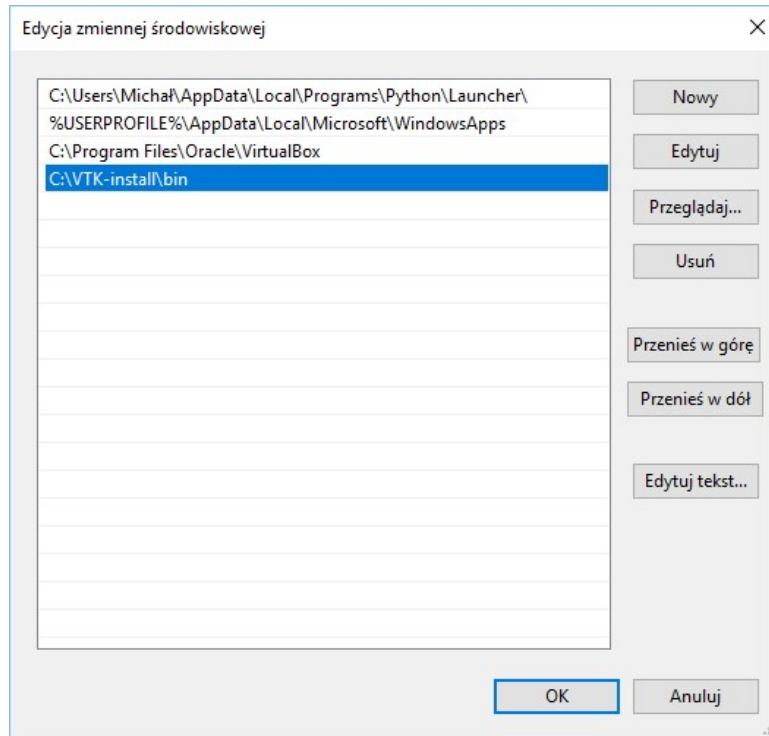 Edycja zmiennej środowiskowej
C:\Users\Michał\AppData\Local\Programs\Python\Launcher\
%USERPROFILE%\AppData\Local\Microsoft\WindowsApps
C:\Program Files\Oracle\VirtualBox
C:\VTK-install\bin
Nowy
Edytuj
Przeglądaj...
Usuń
Przenieś w górę
Przenieś w dół
Edytuj tekst...
OK
Anuluj